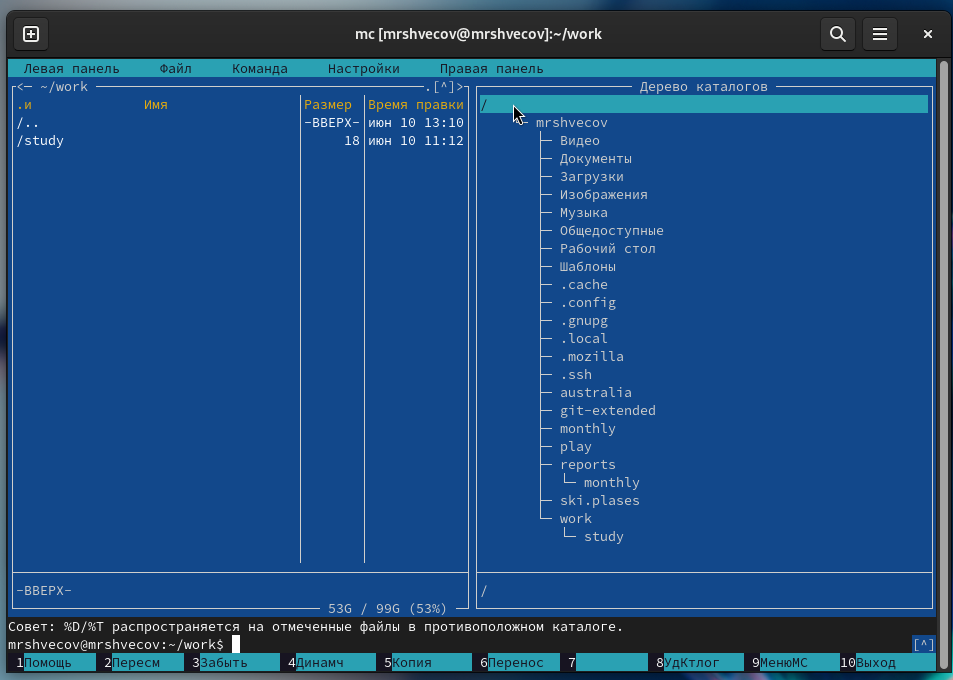 mc [mrshvecov@mrshvecov]:~/work
Левая панель Файл Команда Настройки Правая панель
<─ ~/work .[^]>
Дерево каталогов
.и Имя Размер Время правки
/.. -ВВЕРХ- июн 10 13:10
/study 18 июн 10 11:12
/
mrshvecov
Видео
Документы
Загрузки
Изображения
Музыка
Общедоступные
Рабочий стол
Шаблоны
.cache
.config
.gnupg
.local
.mozilla
.ssh
australia
git-extended
monthly
play
reports
monthly
ski.plases
work
study
-ВВЕРХ-
/
53G / 99G (53%)
Совет: %D/%T распространяется на отмеченные файлы в противоположном каталоге.
mrshvecov@mrshvecov:~/work$ [^]
1Помощь 2Пересм 3Забыть 4Динамч 5Копия 6Перенос 7 8УдКтлог 9МенюМС 10Выход